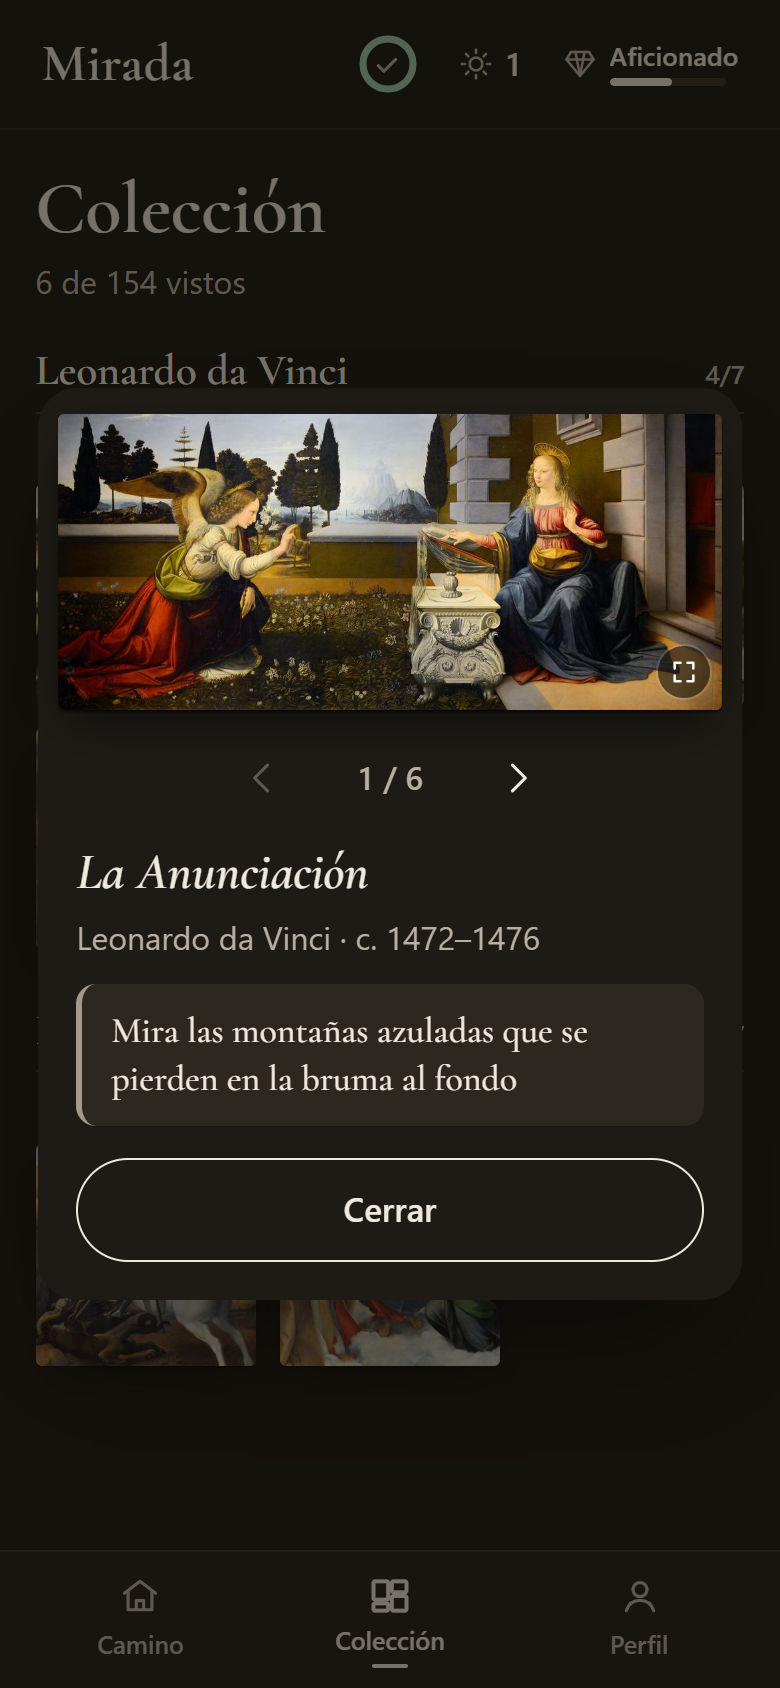 Mirada
1
Aficionado
Colección
6 de 154 vistos
Leonardo da Vinci
4/7
1 / 6
La Anunciación
Leonardo da Vinci · c. 1472–1476
Mira las montañas azuladas que se
pierden en la bruma al fondo
Cerrar
Camino
Colección
Perfil